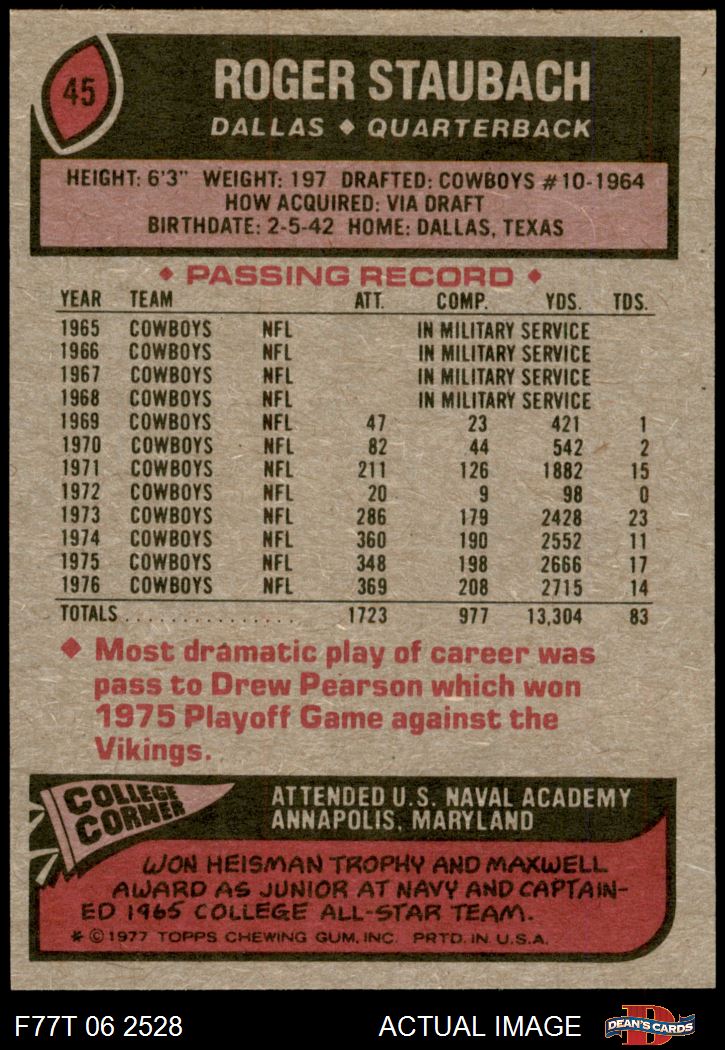 45
ROGER STAUBACH
DALLAS ♦ QUARTERBACK
HEIGHT: 6'3" WEIGHT: 197 DRAFTED: COWBOYS #10-1964
HOW ACQUIRED: VIA DRAFT
BIRTHDATE: 2-5-42 HOME: DALLAS, TEXAS
♦ PASSING RECORD ♦
YEAR TEAM ATT. COMP. YDS. TDS.
1965 COWBOYS NFL IN MILITARY SERVICE
1966 COWBOYS NFL IN MILITARY SERVICE
1967 COWBOYS NFL IN MILITARY SERVICE
1968 COWBOYS NFL IN MILITARY SERVICE
1969 COWBOYS NFL 47 23 421 1
1970 COWBOYS NFL 82 44 542 2
1971 COWBOYS NFL 211 126 1882 15
1972 COWBOYS NFL 20 9 98 0
1973 COWBOYS NFL 286 179 2428 23
1974 COWBOYS NFL 360 190 2552 11
1975 COWBOYS NFL 348 198 2666 17
1976 COWBOYS NFL 369 208 2715 14
TOTALS................ 1723 977 13,304 83
♦ Most dramatic play of career was
pass to Drew Pearson which won
1975 Playoff Game against the
Vikings.
COLLEGE
CORNER
ATTENDED U.S. NAVAL ACADEMY
ANNAPOLIS, MARYLAND
WON HEISMAN TROPHY AND MAXWELL
AWARD AS JUNIOR AT NAVY AND CAPTAIN-
ED 1965 COLLEGE ALL-STAR TEAM.
* © 1977 TOPPS CHEWING GUM, INC. PRTD. IN U.S.A.
F77T 06 2528 ACTUAL IMAGE
D
DEAN'S CARDS